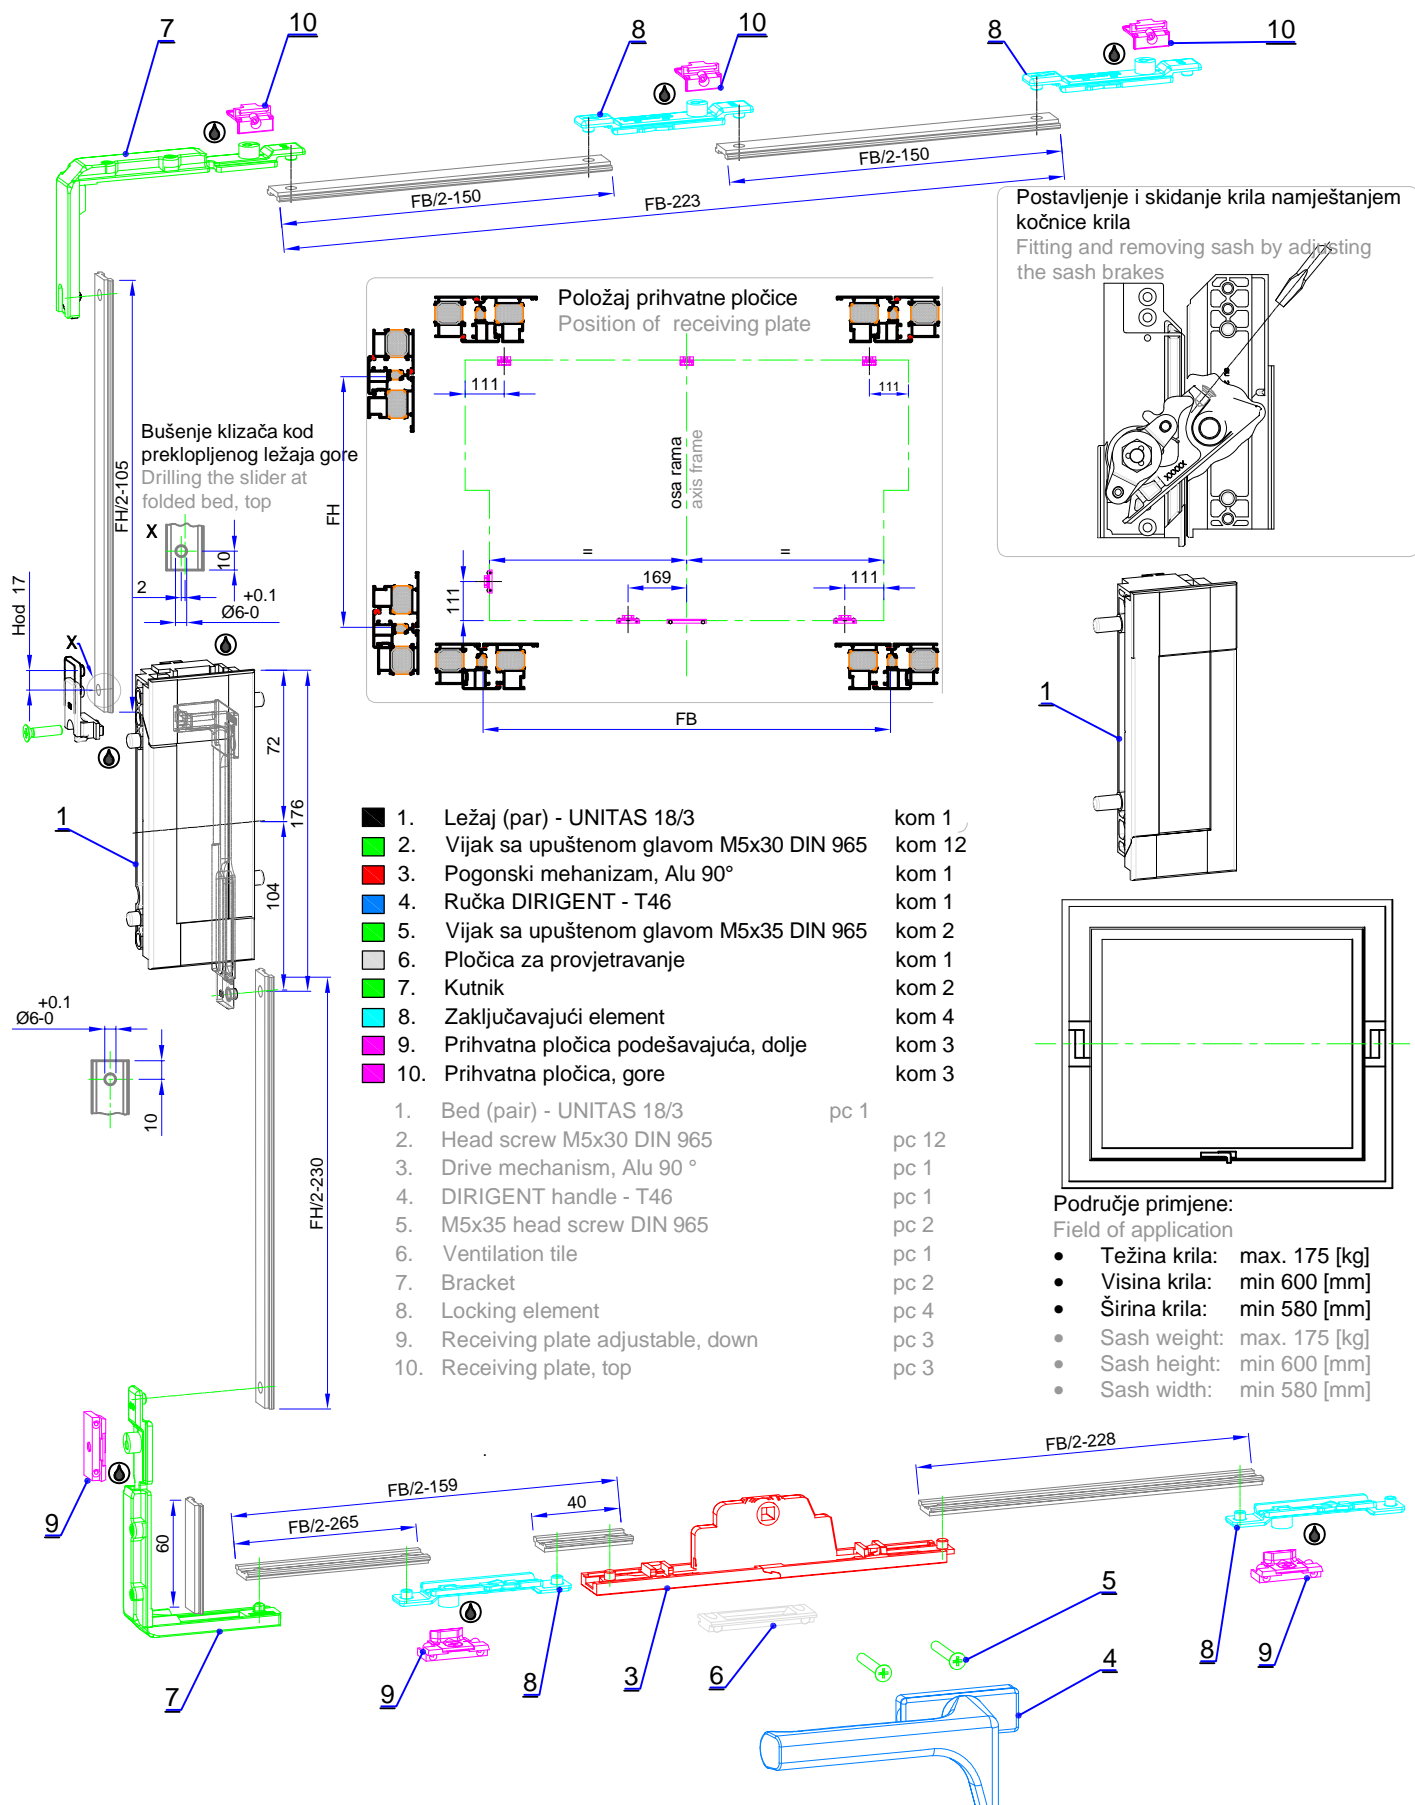 7
10
8
10
8
10
FB/2-150
FB/2-150
FB-223
Postavljenje i skidanje krila namještanjem
kočnice krila
Fitting and removing sash by adjusting
the sash brakes
XXXXX
Položaj prihvatne pločice
Position of receiving plate
111
111
osa rama
axis frame
FH
=
=
169
111
111
FB
FH/2-105
Bušenje klizača kod
preklopljenog ležaja gore
Drilling the slider at
folded bed, top
X
10
2
+0.1
Ø6-0
Hod 17
X
72
176
104
1
1
+0.1
Ø6-0
10
FH/2-230
1. Ležaj (par) - UNITAS 18/3 kom 1
2. Vijak sa upuštenom glavom M5x30 DIN 965 kom 12
3. Pogonski mehanizam, Alu 90° kom 1
4. Ručka DIRIGENT - T46 kom 1
5. Vijak sa upuštenom glavom M5x35 DIN 965 kom 2
6. Pločica za provjetravanje kom 1
7. Kutnik kom 2
8. Zaključavajući element kom 4
9. Prihvatna pločica podešavajuća, dolje kom 3
10. Prihvatna pločica, gore kom 3
1. Bed (pair) - UNITAS 18/3 pc 1
2. Head screw M5x30 DIN 965 pc 12
3. Drive mechanism, Alu 90 ° pc 1
4. DIRIGENT handle - T46 pc 1
5. M5x35 head screw DIN 965 pc 2
6. Ventilation tile pc 1
7. Bracket pc 2
8. Locking element pc 4
9. Receiving plate adjustable, down pc 3
10. Receiving plate, top pc 3
Područje primjene:
Field of application
• Težina krila: max. 175 [kg]
• Visina krila: min 600 [mm]
• Širina krila: min 580 [mm]
• Sash weight: max. 175 [kg]
• Sash height: min 600 [mm]
• Sash width: min 580 [mm]
9
60
FB/2-159
FB/2-265
40
FB/2-228
7
9
8
3
6
5
4
8
9